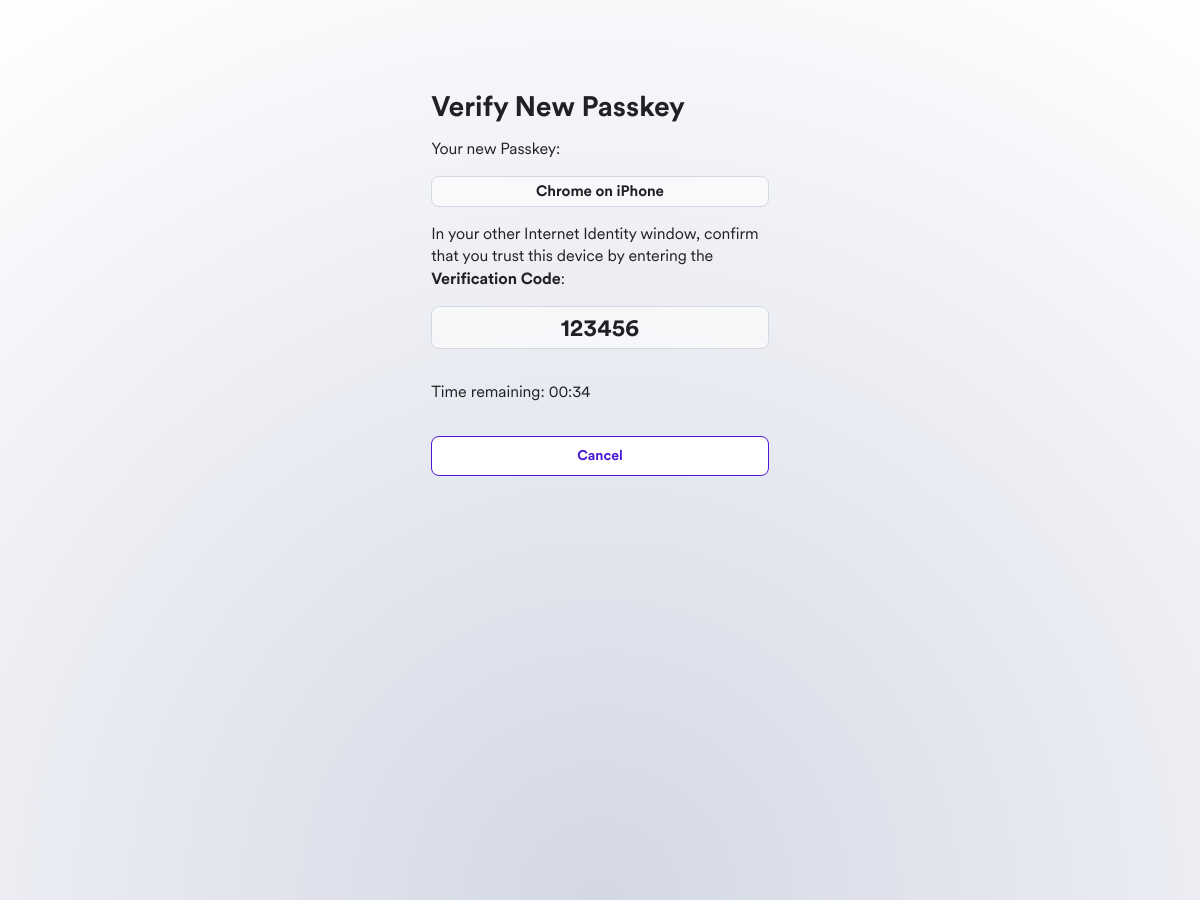 Verify New Passkey
Your new Passkey:
Chrome on iPhone
In your other Internet Identity window, confirm
that you trust this device by entering the
Verification Code:
123456
Time remaining: 00:34
Cancel